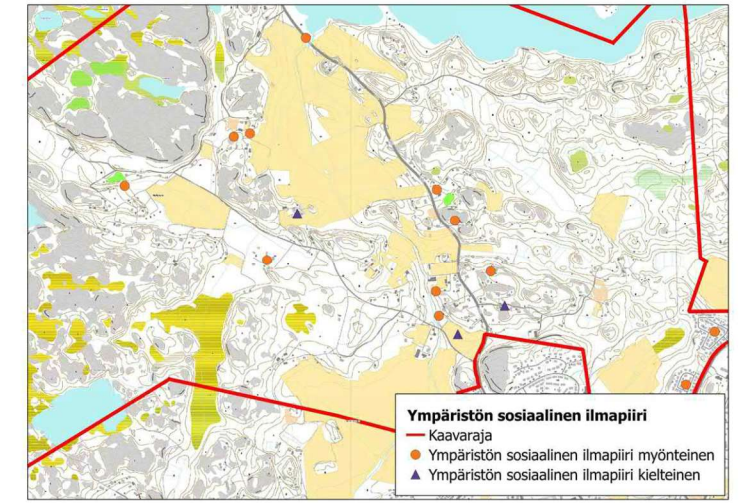 Ympäristön sosiaalinen ilmapiiri
Kaavaraja
Ympäristön sosiaalinen ilmapiiri myönteinen
Ympäristön sosiaalinen ilmapiiri kielteinen